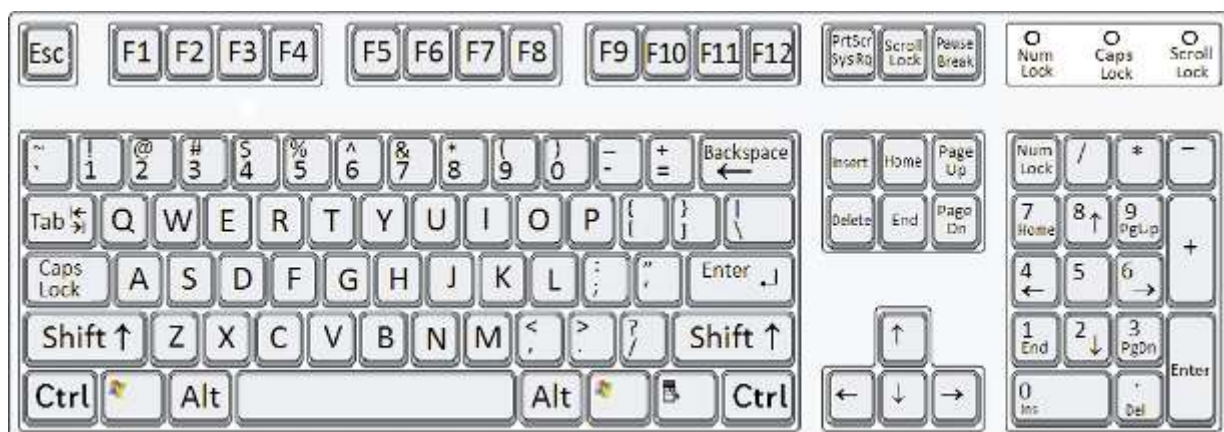 Esc F1 F2 F3 F4 F5 F6 F7 F8 F9 F10 F11 F12 PrtScr Scroll Pause
SysRq Lock Break
Num Caps Scroll
Lock Lock Lock
~ ! @ # $ % ^ & * ( ) _ + Backspace
` 1 2 3 4 5 6 7 8 9 0 - = ←
Insert Home Page Up
Num Lock / * -
Tab Q W E R T Y U I O P { } |
[ ] \
Delete End Page Dn
7 8 ↑ 9 +
Home PgUp
Caps A S D F G H J K L : " Enter
Lock ; '
4 5 6
← →
Shift ↑ Z X C V B N M < > ? Shift ↑
, . /
↑
1 2 ↓ 3 Enter
End PgDn
Ctrl Alt Alt Ctrl
← ↓ →
0 .
Ins Del